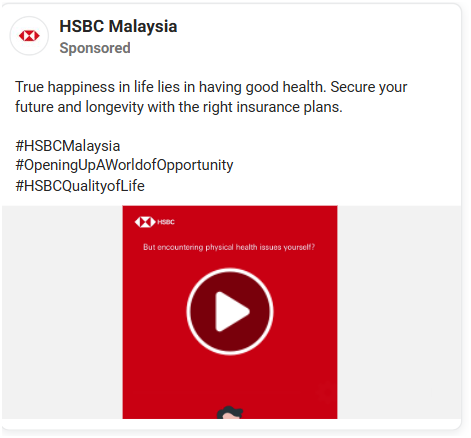 HSBC Malaysia
Sponsored
True happiness in life lies in having good health. Secure your
future and longevity with the right insurance plans.
#HSBCMalaysia
#OpeningUpAWorldofOpportunity
#HSBCQualityofLife
HSBC
But encountering physical health issues yourself?